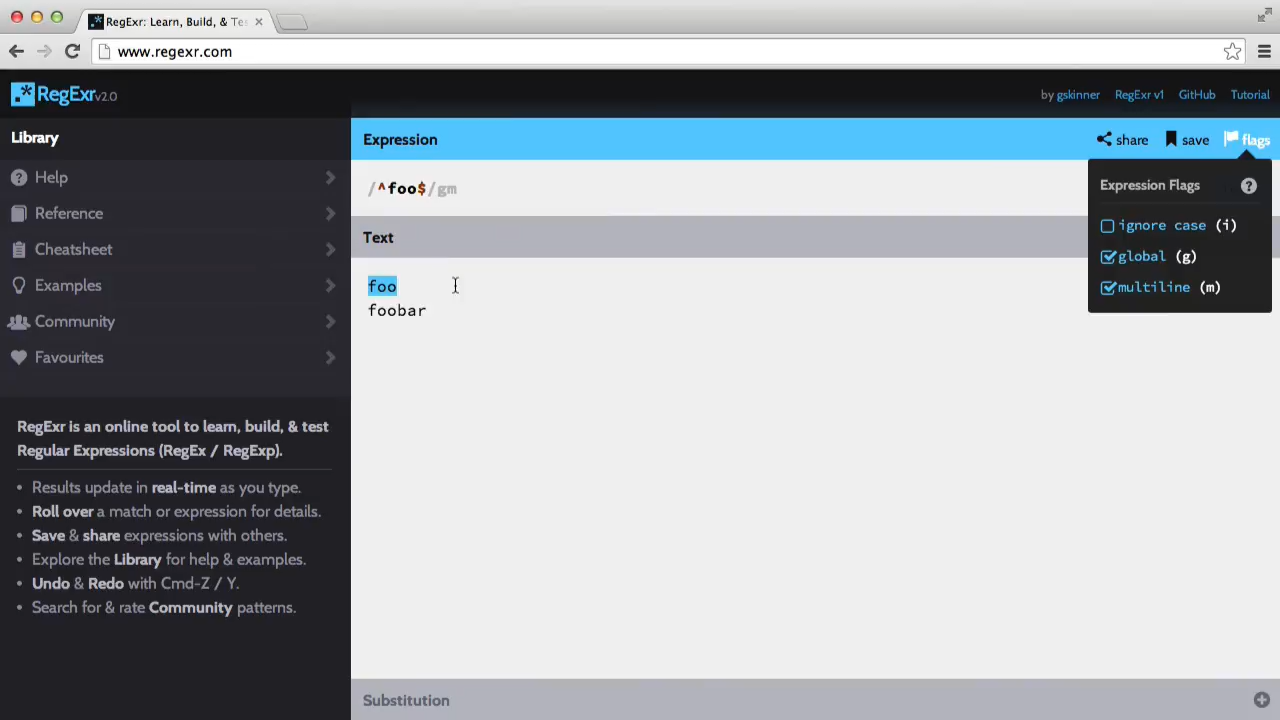 RegExr: Learn, Build, & Tes
www.regexr.com
.* RegExr v2.0
by gskinner RegExr v1 GitHub Tutorial
Library
Expression
share save flags
Help
Reference
Cheatsheet
Examples
Community
Favourites
/^foo$/gm
Expression Flags ?
ignore case (i)
global (g)
multiline (m)
Text
foo
foobar
RegExr is an online tool to learn, build, & test
Regular Expressions (RegEx / RegExp).
• Results update in real-time as you type.
• Roll over a match or expression for details.
• Save & share expressions with others.
• Explore the Library for help & examples.
• Undo & Redo with Cmd-Z / Y.
• Search for & rate Community patterns.
Substitution